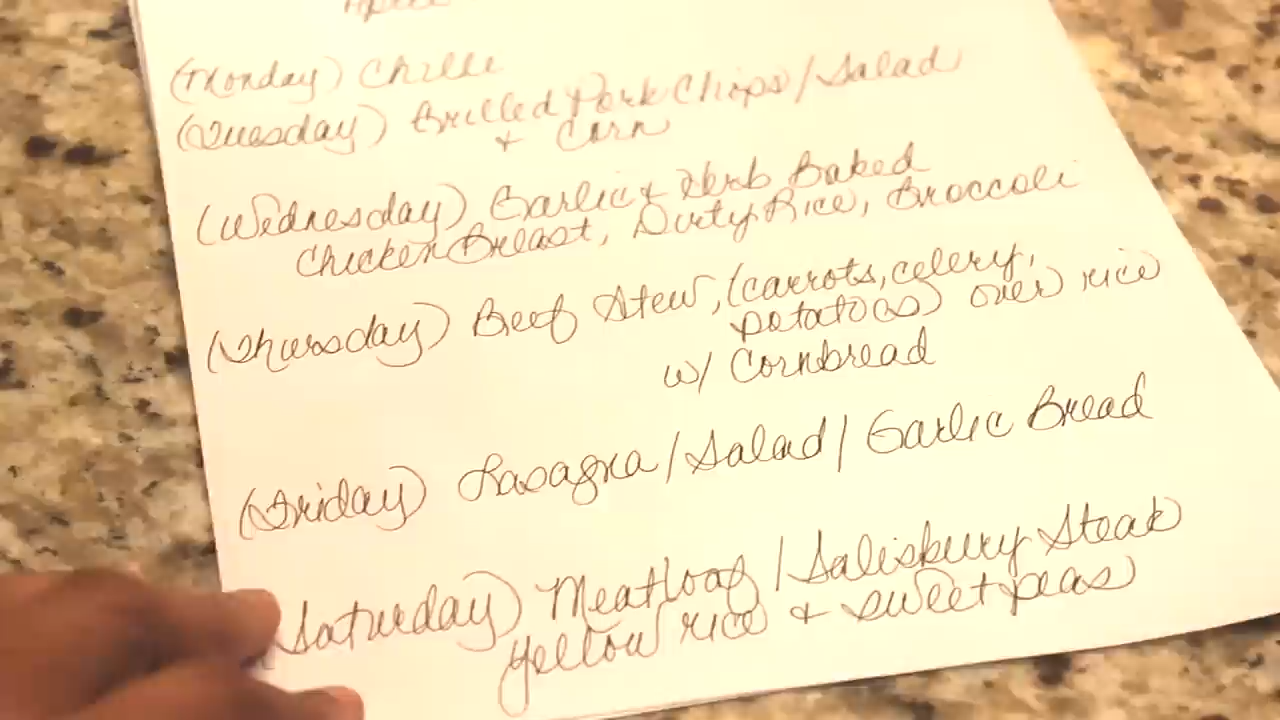 (Monday) Chilli
(Tuesday) Grilled Pork Chops/Salad
+ Corn
(Wednesday) Garlic + Herb Baked
Chicken Breast, Dirty Rice, Broccoli
(Thursday) Beef Stew, (carrots, celery,
potatoes) over rice
w/ Cornbread
(Friday) Lasagna/Salad/Garlic Bread
Saturday) Meatloaf/Salisbury Steak
yellow rice + sweet peas